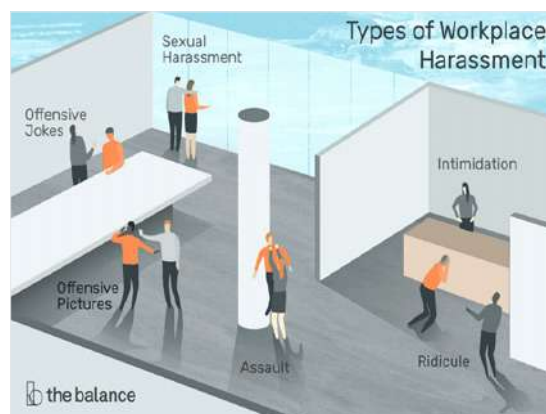 Types of Workplace
Harassment
Sexual
Harassment
Offensive
Jokes
Intimidation
Offensive
Pictures
Assault
Ridicule
the balance